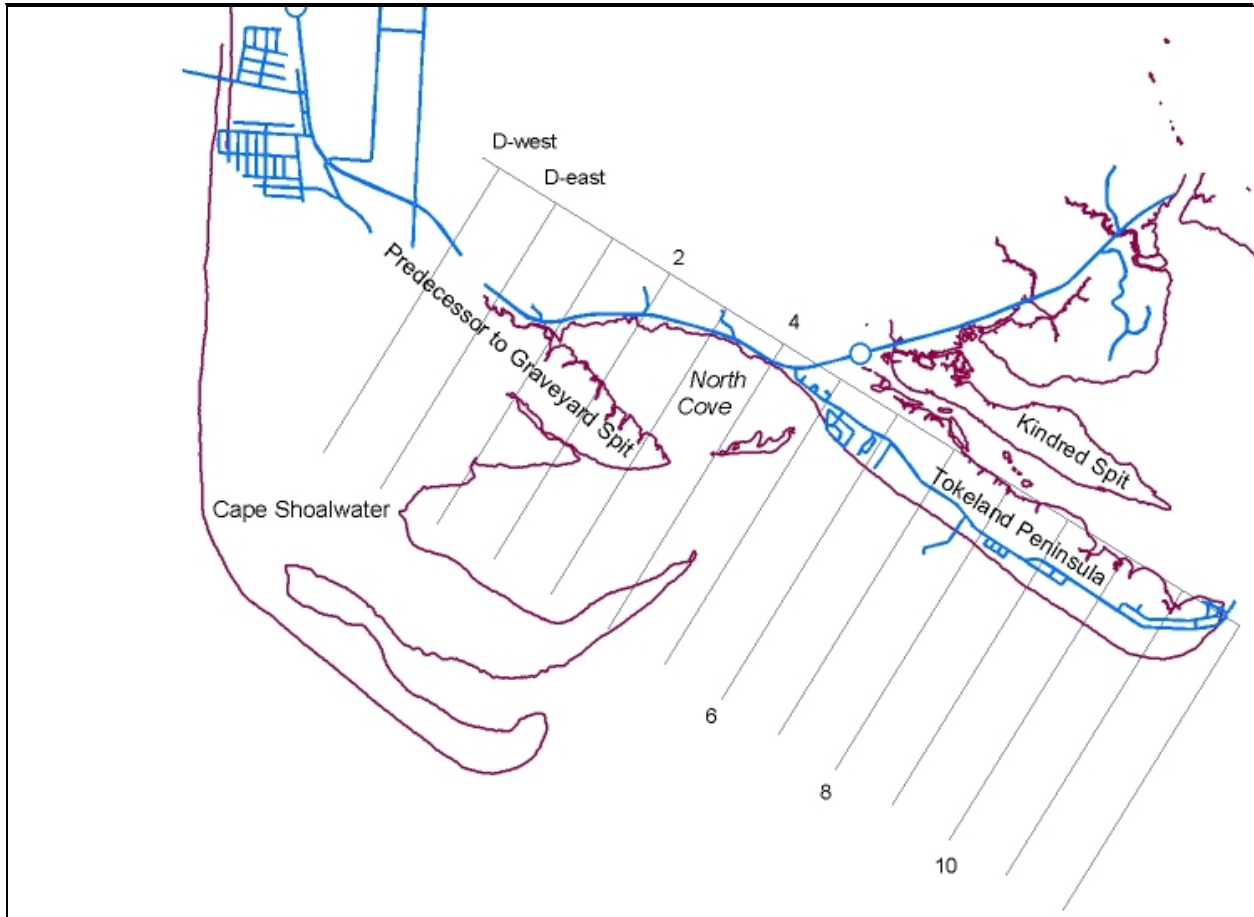 D-west
D-east
2
Predecessor to Graveyard Spit
4
North
Cove
Kindred Spit
Cape Shoalwater
Tokeland Peninsula
6
8
10